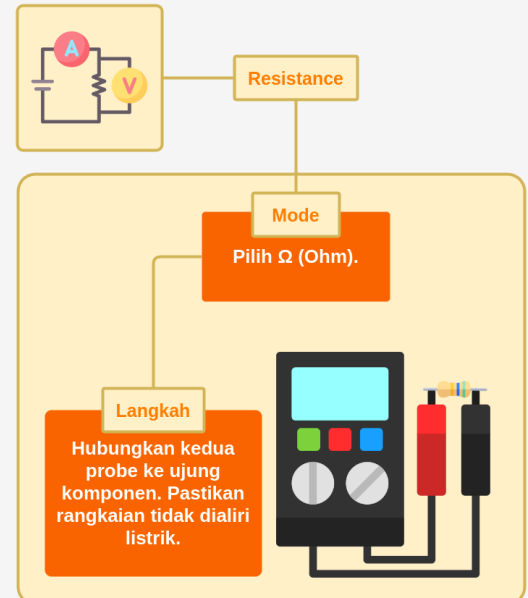 A
V
Resistance
Mode
Pilih Ω (Ohm).
Langkah
Hubungkan kedua
probe ke ujung
komponen. Pastikan
rangkaian tidak dialiri
listrik.